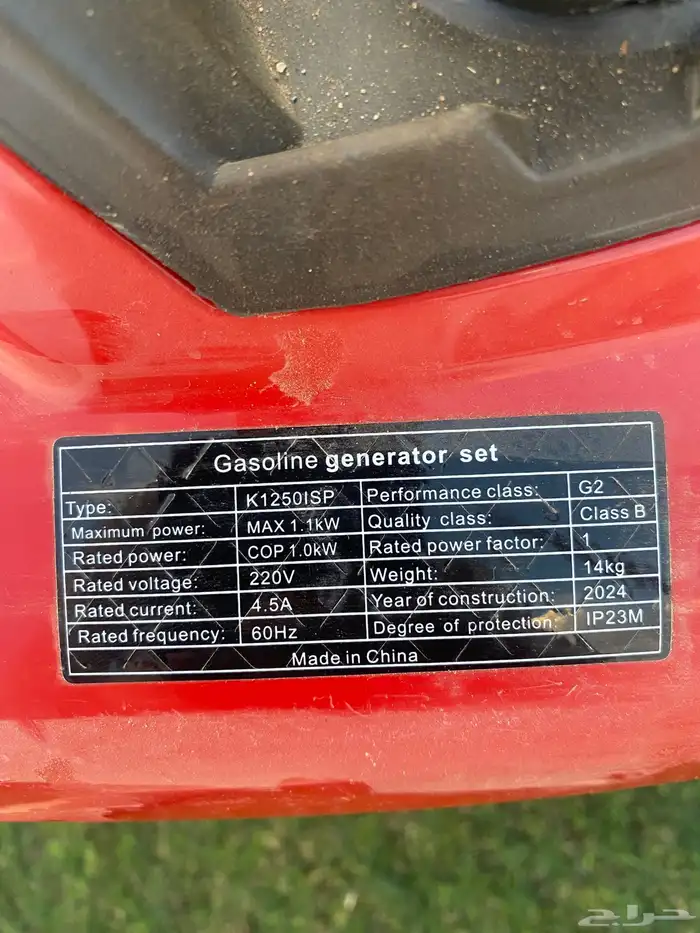 Gasoline generator set
Type: K1250ISP Performance class: G2
Maximum power: MAX 1.1kW Quality class: Class B
Rated power: COP 1.0kW Rated power factor: 1
Rated voltage: 220V Weight: 14kg
Rated current: 4.5A Year of construction: 2024
Rated frequency: 60Hz Degree of protection: IP23M
Made in China
حراج